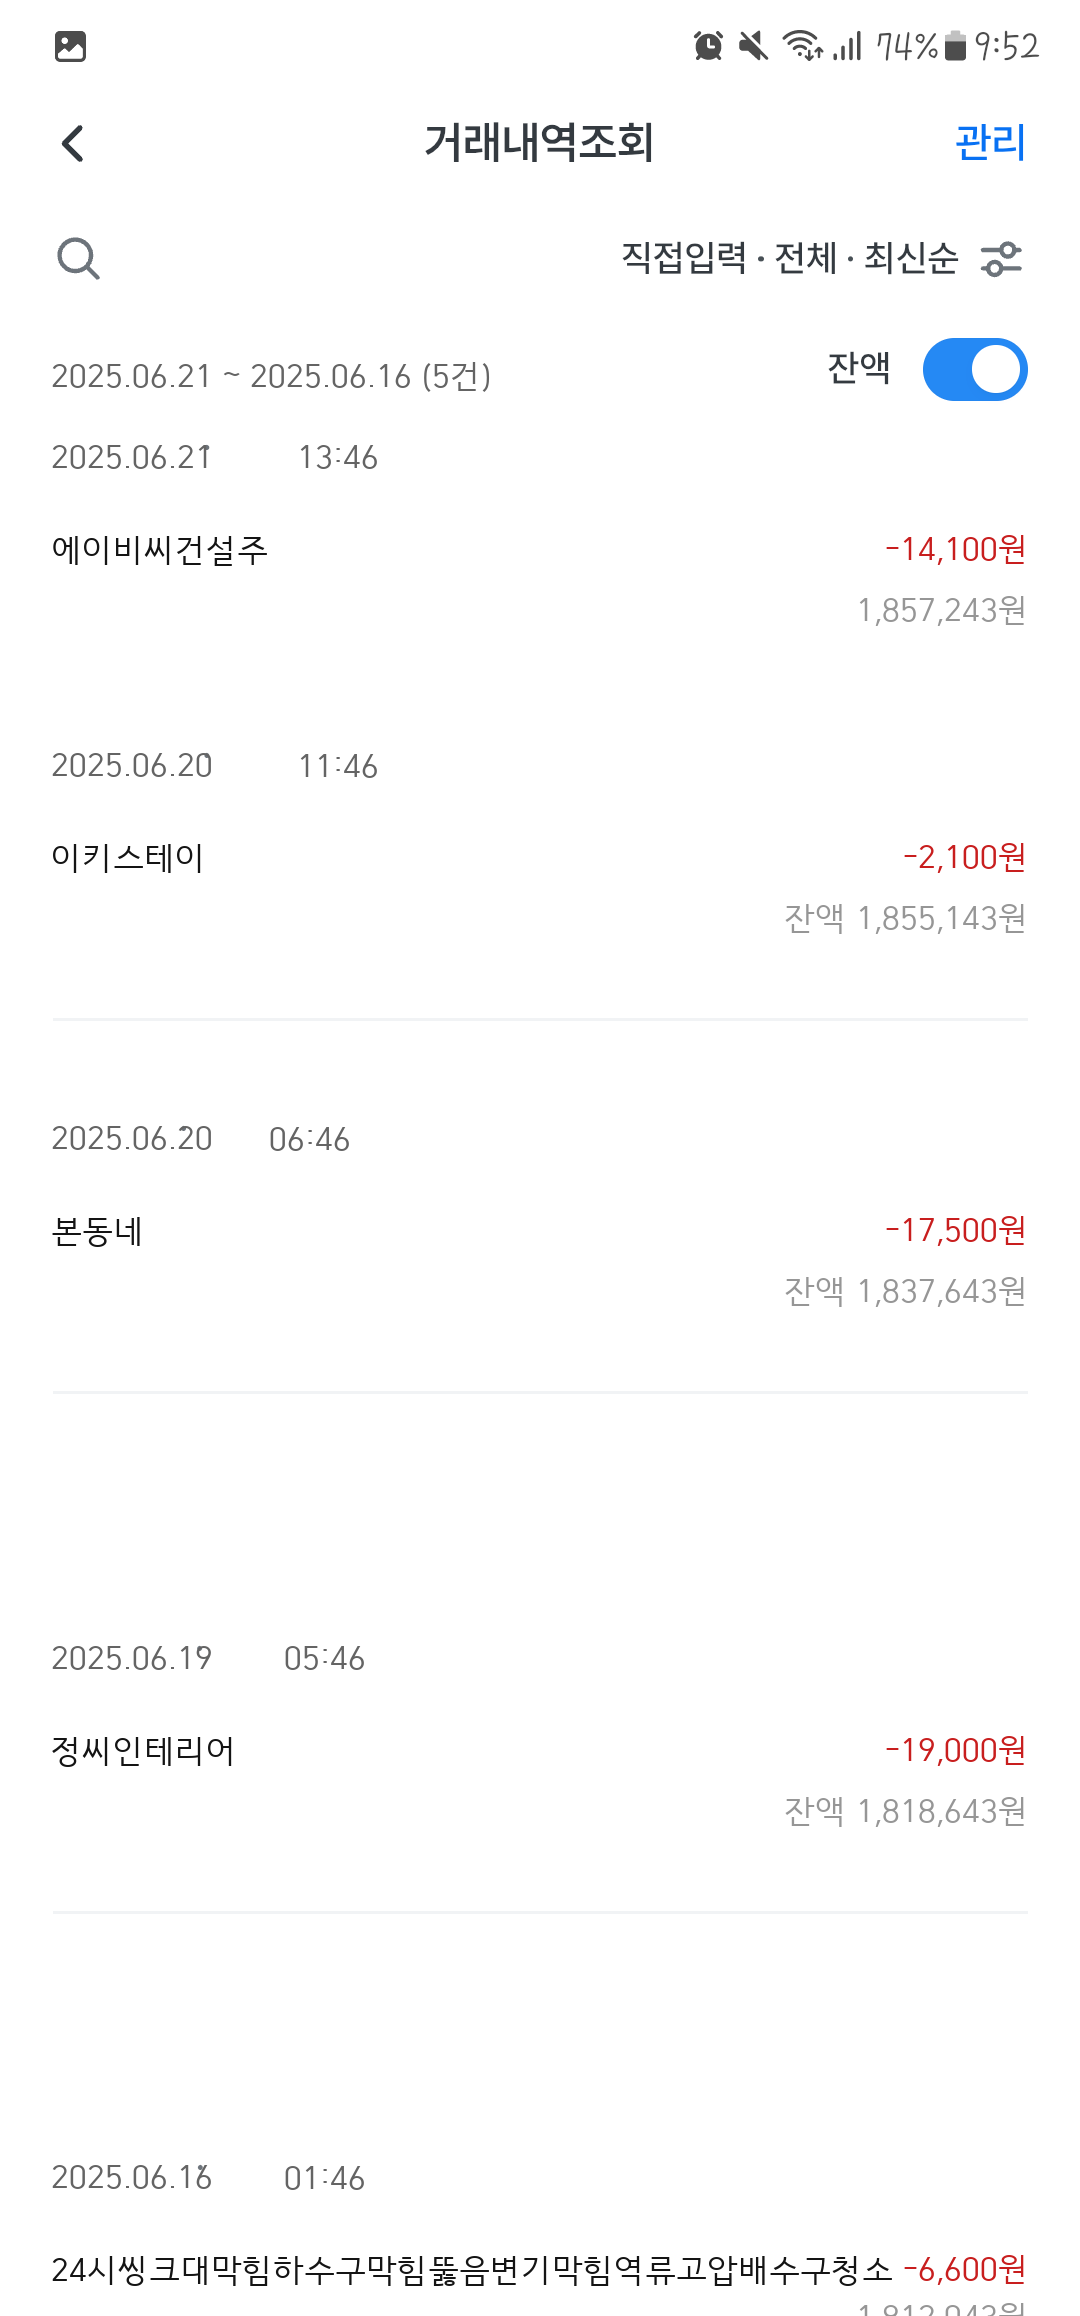 74% 9:52
거래내역조회 관리
직접입력 · 전체 · 최신순
2025.06.21 ~ 2025.06.16 (5건) 잔액
2025.06.21 13:46
에이비씨건설주 -14,100원
1,857,243원
2025.06.20 11:46
이키스테이 -2,100원
잔액 1,855,143원
2025.06.20 06:46
본동네 -17,500원
잔액 1,837,643원
2025.06.19 05:46
정씨인테리어 -19,000원
잔액 1,818,643원
2025.06.16 01:46
24시씽크대막힘하수구막힘뚫음변기막힘역류고압배수구청소 -6,600원